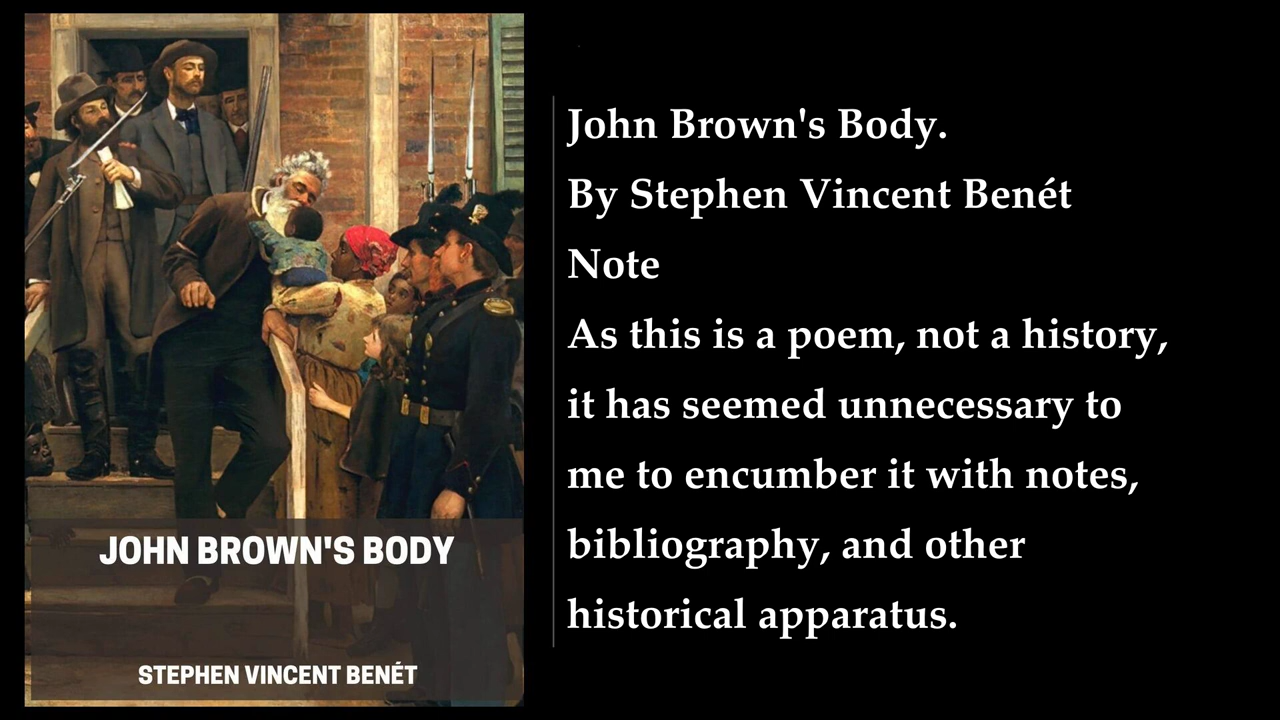 JOHN BROWN'S BODY
STEPHEN VINCENT BENÉT
John Brown's Body.
By Stephen Vincent Benét
Note
As this is a poem, not a history,
it has seemed unnecessary to
me to encumber it with notes,
bibliography, and other
historical apparatus.